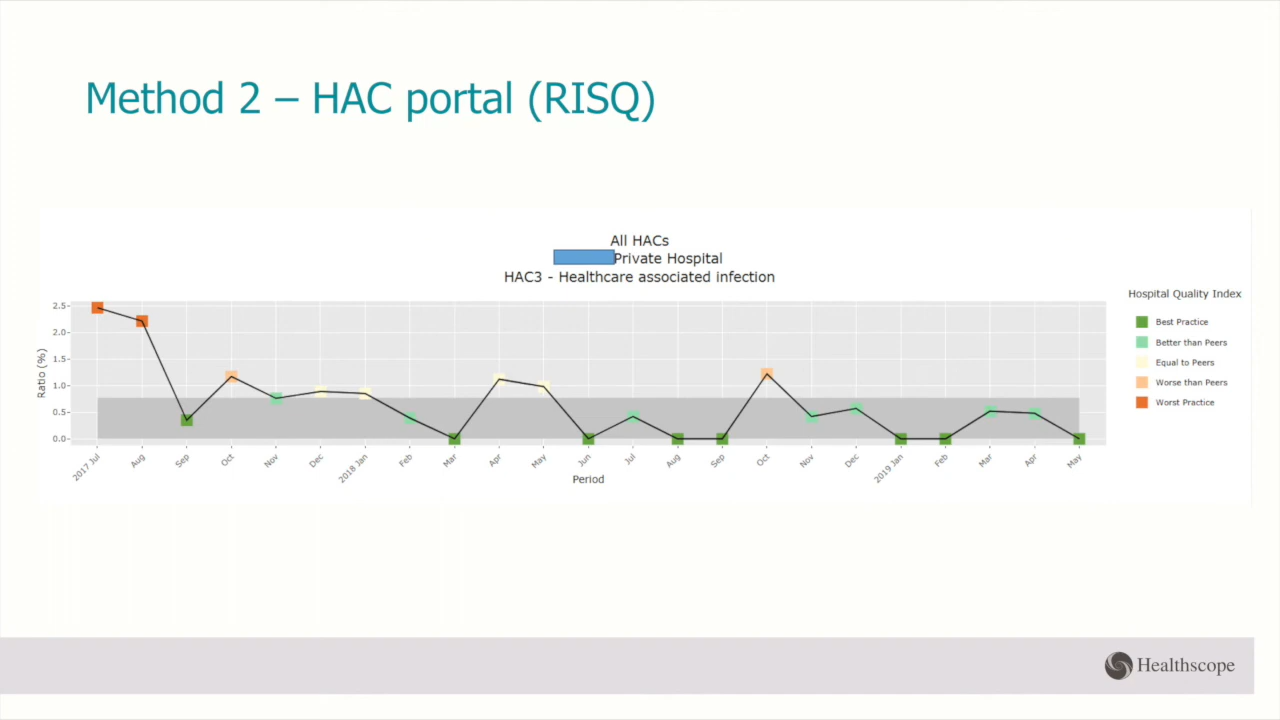 Method 2 – HAC portal (RISQ)
All HACs
Private Hospital
HAC3 - Healthcare associated infection
Hospital Quality Index
Best Practice
Better than Peers
Equal to Peers
Worse than Peers
Worst Practice
Ratio (%)
2.5
2.0
1.5
1.0
0.5
0.0
2017 Jul
Aug
Sep
Oct
Nov
Dec
2018 Jan
Feb
Mar
Apr
May
Jun
Jul
Aug
Sep
Oct
Nov
Dec
2019 Jan
Feb
Mar
Apr
May
Period
Healthscope